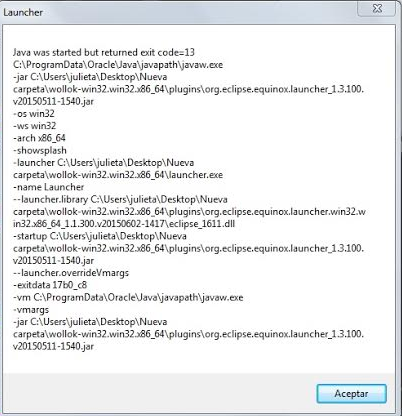 Launcher
Java was started but returned exit code=13
C:\ProgramData\Oracle\Java\javapath\javaw.exe
-jar C:\Users\julieta\Desktop\Nueva
carpeta\wollok-win32.win32.x86_64\plugins\org.eclipse.equinox.launcher_1.3.100.
v20150511-1540.jar
-os win32
-ws win32
-arch x86_64
-showsplash
-launcher C:\Users\julieta\Desktop\Nueva
carpeta\wollok-win32.win32.x86_64\launcher.exe
-name Launcher
--launcher.library C:\Users\julieta\Desktop\Nueva
carpeta\wollok-win32.win32.x86_64\plugins\org.eclipse.equinox.launcher.win32.w
in32.x86_64_1.1.300.v20150602-1417\eclipse_1611.dll
-startup C:\Users\julieta\Desktop\Nueva
carpeta\wollok-win32.win32.x86_64\plugins\org.eclipse.equinox.launcher_1.3.100.
v20150511-1540.jar
--launcher.overrideVmargs
-exitdata 17b0_c8
-vm C:\ProgramData\Oracle\Java\javapath\javaw.exe
-vmargs
-jar C:\Users\julieta\Desktop\Nueva
carpeta\wollok-win32.win32.x86_64\plugins\org.eclipse.equinox.launcher_1.3.100.
v20150511-1540.jar
Aceptar